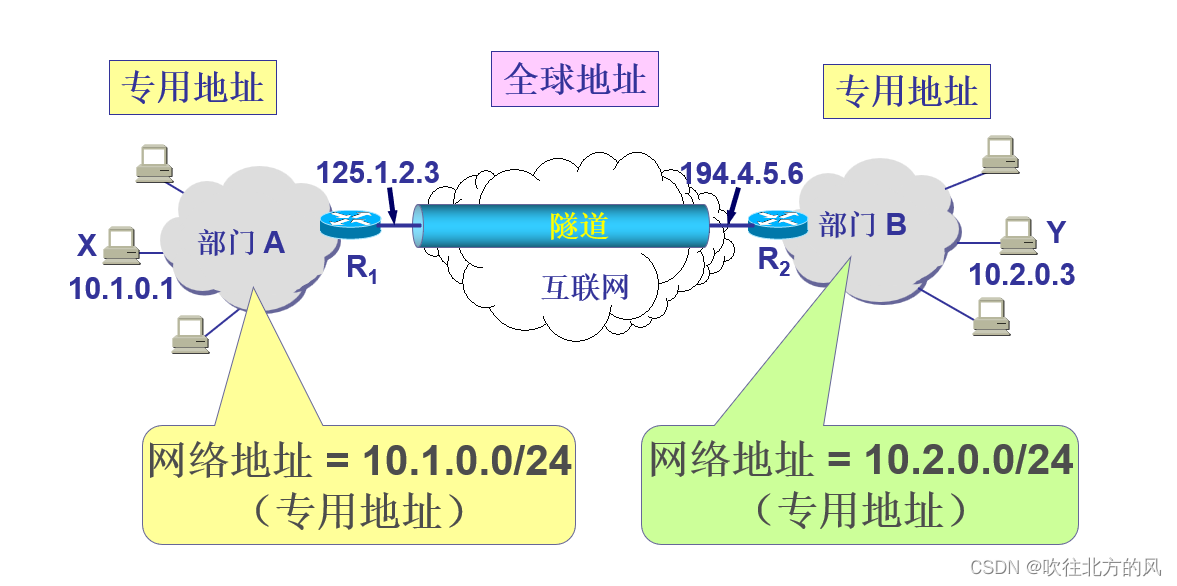 专用地址
全球地址
专用地址
125.1.2.3
194.4.5.6
隧道
部门 A
部门 B
X
Y
R1
R2
10.1.0.1
10.2.0.3
互联网
网络地址 = 10.1.0.0/24
（专用地址）
网络地址 = 10.2.0.0/24
（专用地址）
CSDN @吹往北方的风